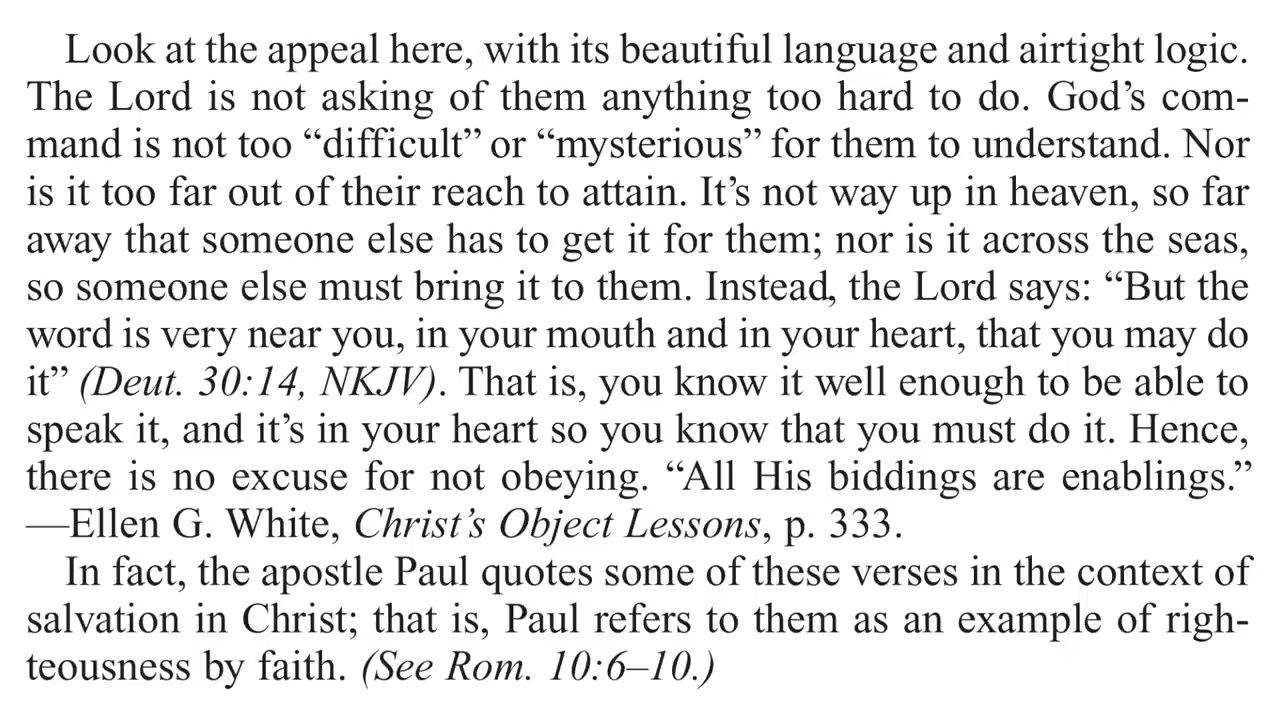 Look at the appeal here, with its beautiful language and airtight logic.
The Lord is not asking of them anything too hard to do. God’s com-
mand is not too “difficult” or “mysterious” for them to understand. Nor
is it too far out of their reach to attain. It’s not way up in heaven, so far
away that someone else has to get it for them; nor is it across the seas,
so someone else must bring it to them. Instead, the Lord says: “But the
word is very near you, in your mouth and in your heart, that you may do
it” (Deut. 30:14, NKJV). That is, you know it well enough to be able to
speak it, and it’s in your heart so you know that you must do it. Hence,
there is no excuse for not obeying. “All His biddings are enablings.”
—Ellen G. White, Christ’s Object Lessons, p. 333.
In fact, the apostle Paul quotes some of these verses in the context of
salvation in Christ; that is, Paul refers to them as an example of righ-
teousness by faith. (See Rom. 10:6–10.)